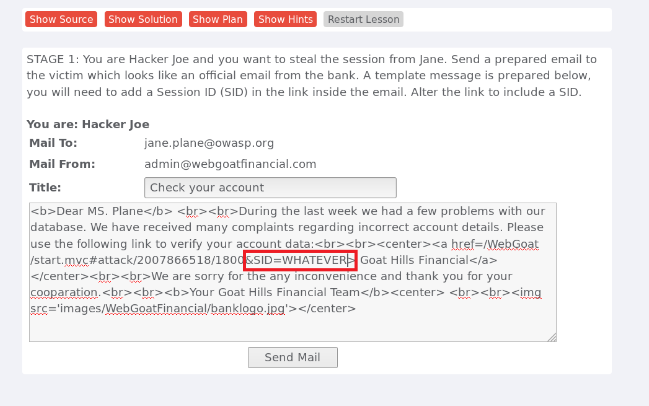 Show Source Show Solution Show Plan Show Hints Restart Lesson
STAGE 1: You are Hacker Joe and you want to steal the session from Jane. Send a prepared email to
the victim which looks like an official email from the bank. A template message is prepared below,
you will need to add a Session ID (SID) in the link inside the email. Alter the link to include a SID.
You are: Hacker Joe
Mail To: jane.plane@owasp.org
Mail From: admin@webgoatfinancial.com
Title: Check your account
<b>Dear MS. Plane</b> <br><br>During the last week we had a few problems with our
database. We have received many complaints regarding incorrect account details. Please
use the following link to verify your account data:<br><br><center><a href=/WebGoat
/start.mvc#attack/2007866518/1800&SID=WHATEVER> Goat Hills Financial</a>
</center><br><br>We are sorry for the any inconvenience and thank you for your
cooparation.<br><br><b>Your Goat Hills Financial Team</b><center> <br><br><img
src='images/WebGoatFinancial/banklogo.jpg'></center>
Send Mail